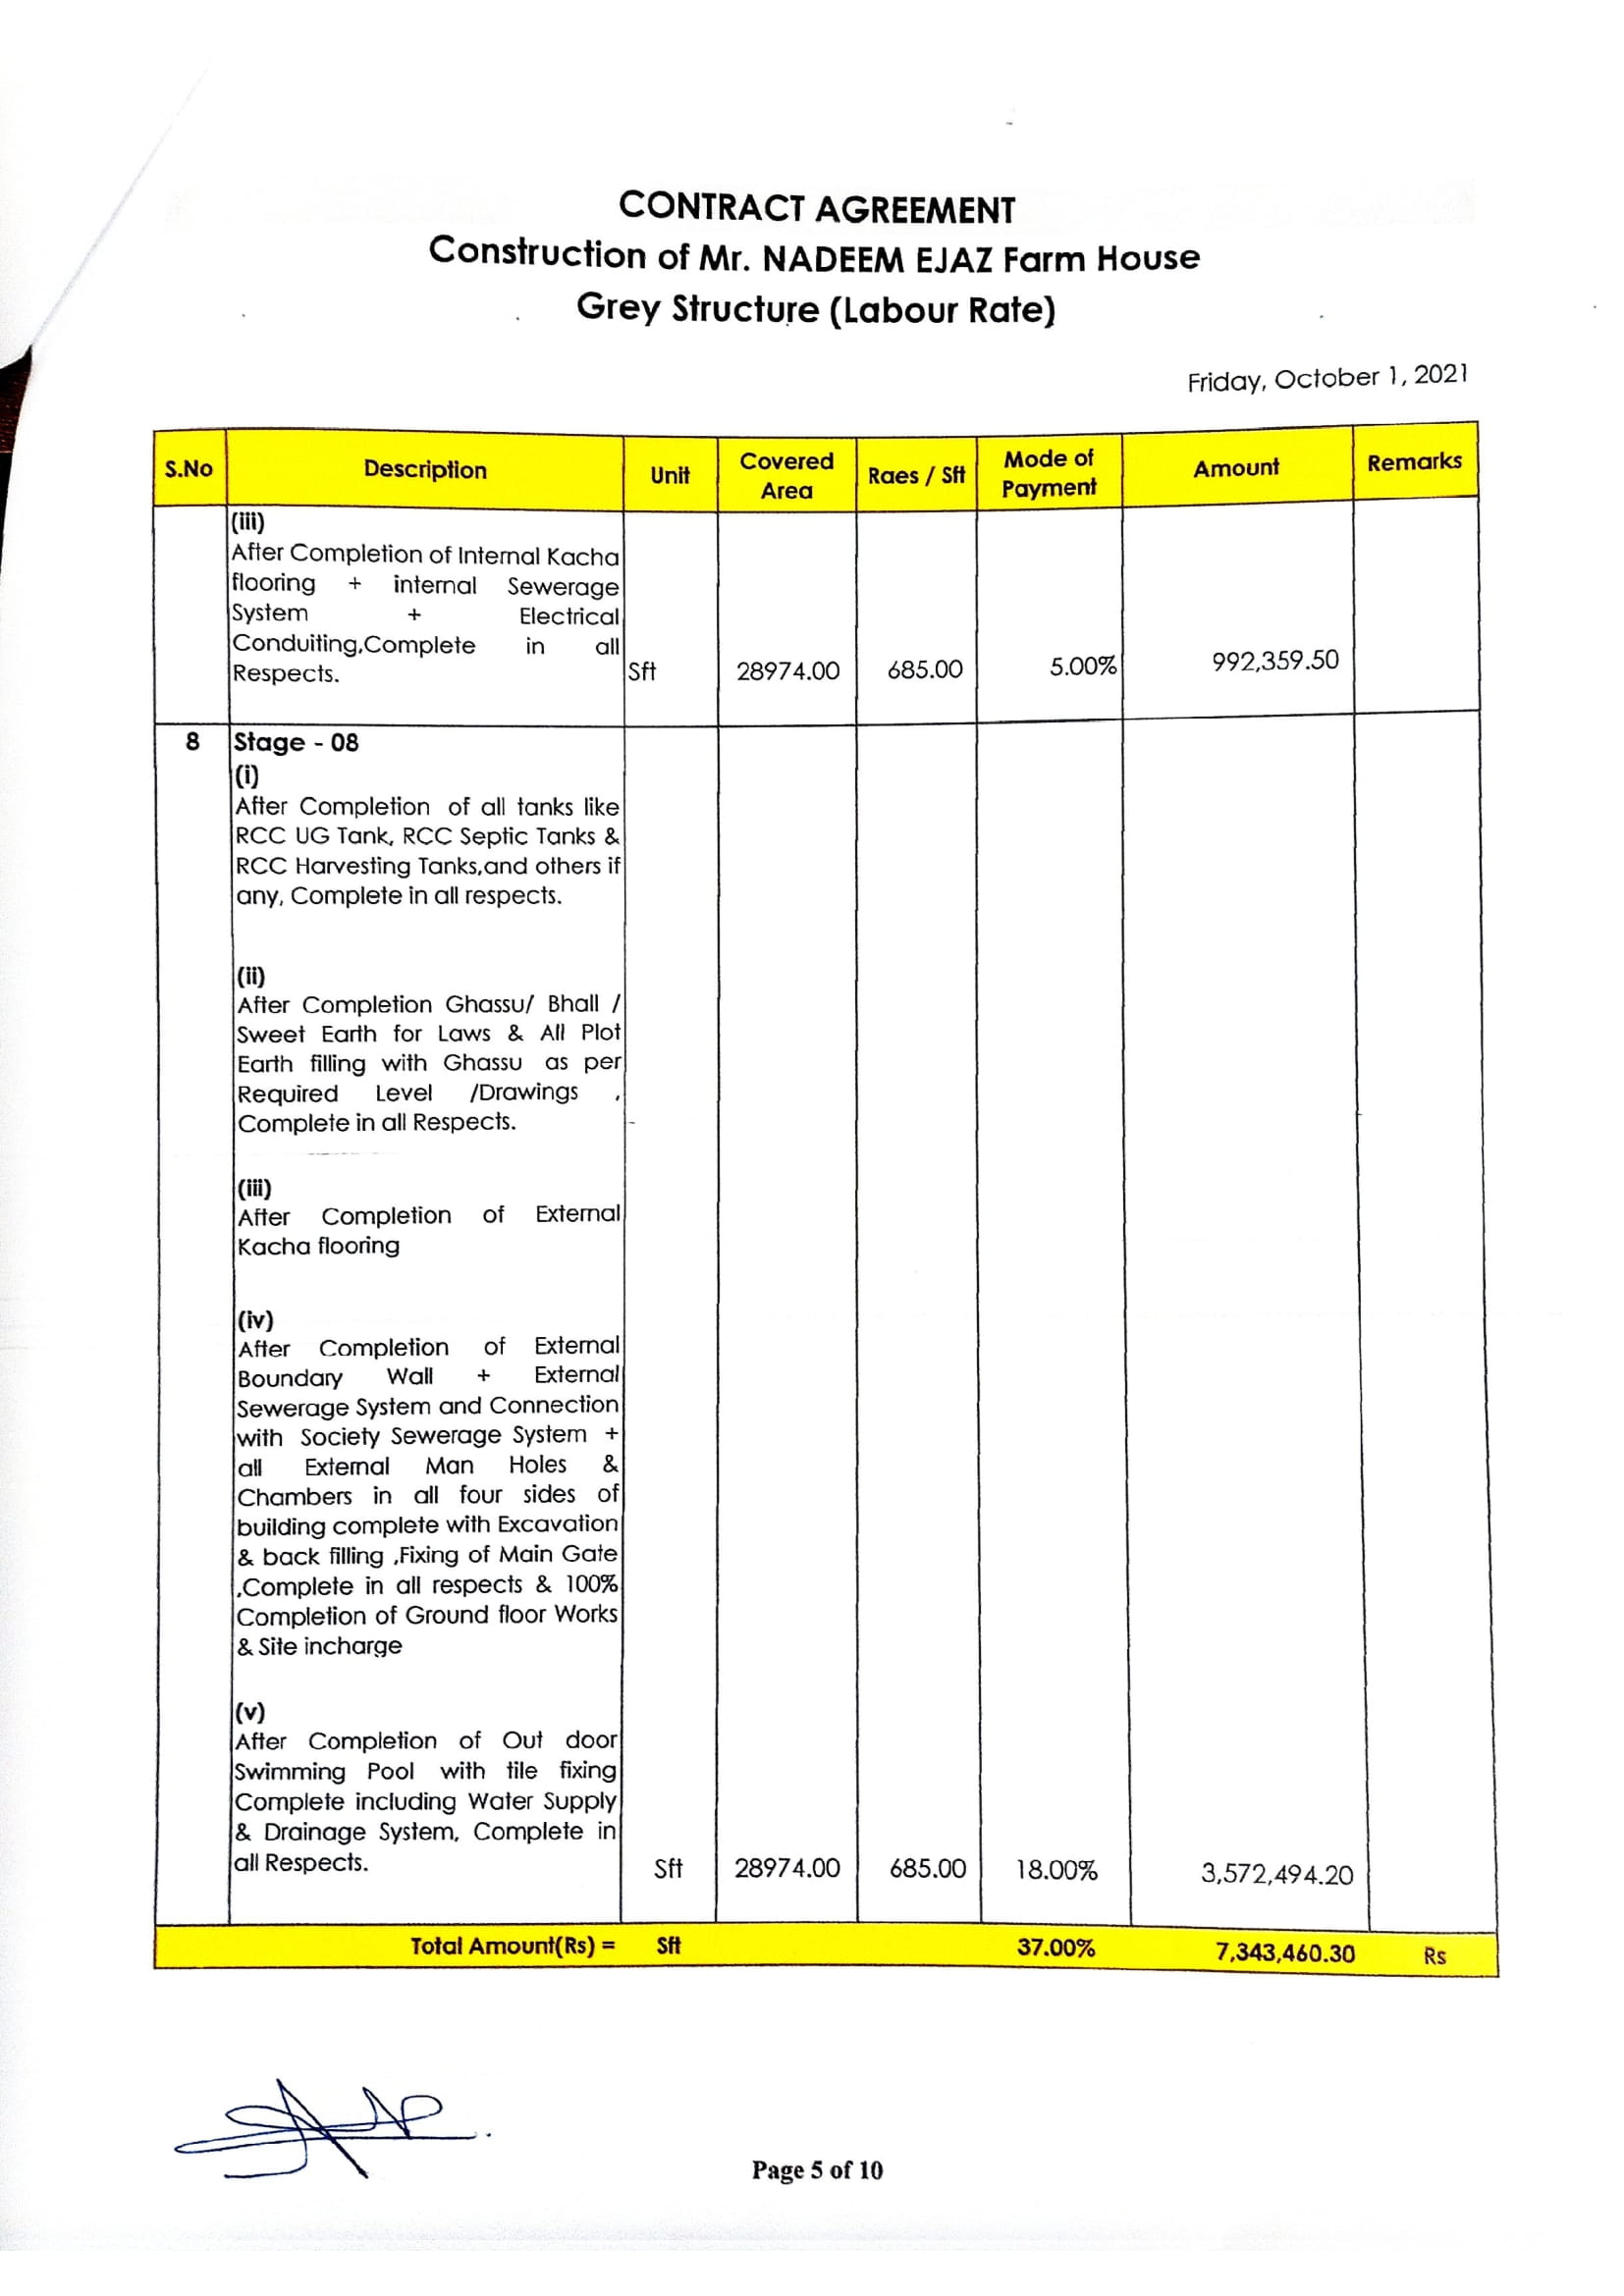 CONTRACT AGREEMENT
Construction of Mr. NADEEM EJAZ Farm House
Grey Structure (Labour Rate)
Friday, October 1, 2021
S.No Description Unit Covered Area Raes / Sft Mode of Payment Amount Remarks
(iii)
After Completion of Internal Kacha
flooring + internal Sewerage
System + Electrical
Conduiting,Complete in all
Respects. Sft 28974.00 685.00 5.00% 992,359.50
8 Stage - 08
(i)
After Completion of all tanks like
RCC UG Tank, RCC Septic Tanks &
RCC Harvesting Tanks,and others if
any, Complete in all respects.
(ii)
After Completion Ghassu/ Bhall /
Sweet Earth for Laws & All Plot
Earth filling with Ghassu as per
Required Level /Drawings ,
Complete in all Respects.
(iii)
After Completion of External
Kacha flooring
(iv)
After Completion of External
Boundary Wall + External
Sewerage System and Connection
with Society Sewerage System +
all External Man Holes &
Chambers in all four sides of
building complete with Excavation
& back filling ,Fixing of Main Gate
,Complete in all respects & 100%
Completion of Ground floor Works
& Site incharge
(v)
After Completion of Out door
Swimming Pool with tile fixing
Complete including Water Supply
& Drainage System, Complete in
all Respects. Sft 28974.00 685.00 18.00% 3,572,494.20
Total Amount(Rs) = Sft 37.00% 7,343,460.30 Rs
Page 5 of 10